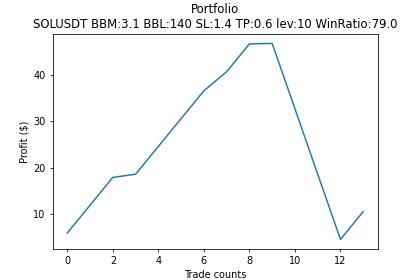 Portfolio
SOLUSDT BBM:3.1 BBL:140 SL:1.4 TP:0.6 lev:10 WinRatio:79.0
40
30
20
10
Profit ($)
0 2 4 6 8 10 12
Trade counts